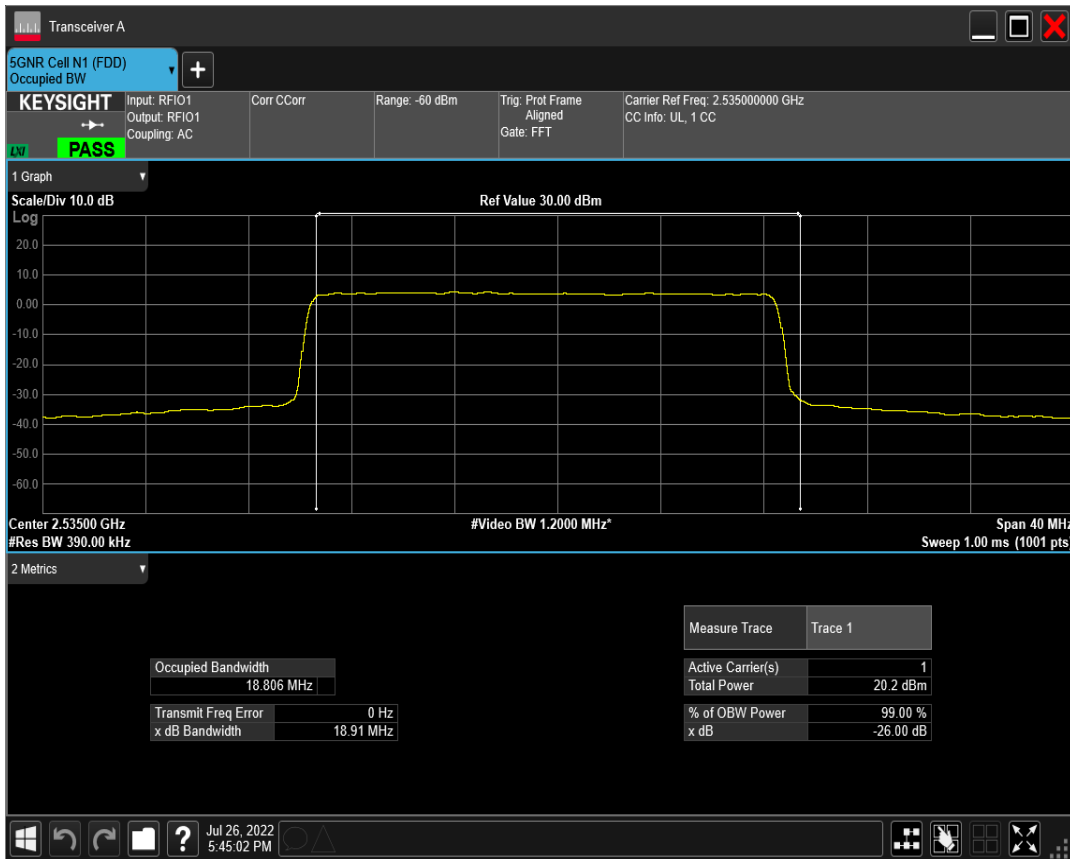 Transceiver A
5GNR Cell N1 (FDD)
Occupied BW
+
KEYSIGHT
LXI
PASS
Input: RFIO1
Output: RFIO1
Coupling: AC
Corr CCorr
Range: -60 dBm
Trig: Prot Frame
Aligned
Gate: FFT
Carrier Ref Freq: 2.535000000 GHz
CC Info: UL, 1 CC
1 Graph
Scale/Div 10.0 dB
Ref Value 30.00 dBm
Log
20.0
10.0
0.00
-10.0
-20.0
-30.0
-40.0
-50.0
-60.0
Center 2.53500 GHz
#Video BW 1.2000 MHz*
Span 40 MHz
#Res BW 390.00 kHz
Sweep 1.00 ms (1001 pts)
2 Metrics
Measure Trace Trace 1
Occupied Bandwidth
18.806 MHz
Active Carrier(s) 1
Total Power 20.2 dBm
Transmit Freq Error 0 Hz
x dB Bandwidth 18.91 MHz
% of OBW Power 99.00 %
x dB -26.00 dB
?
Jul 26, 2022
5:45:02 PM